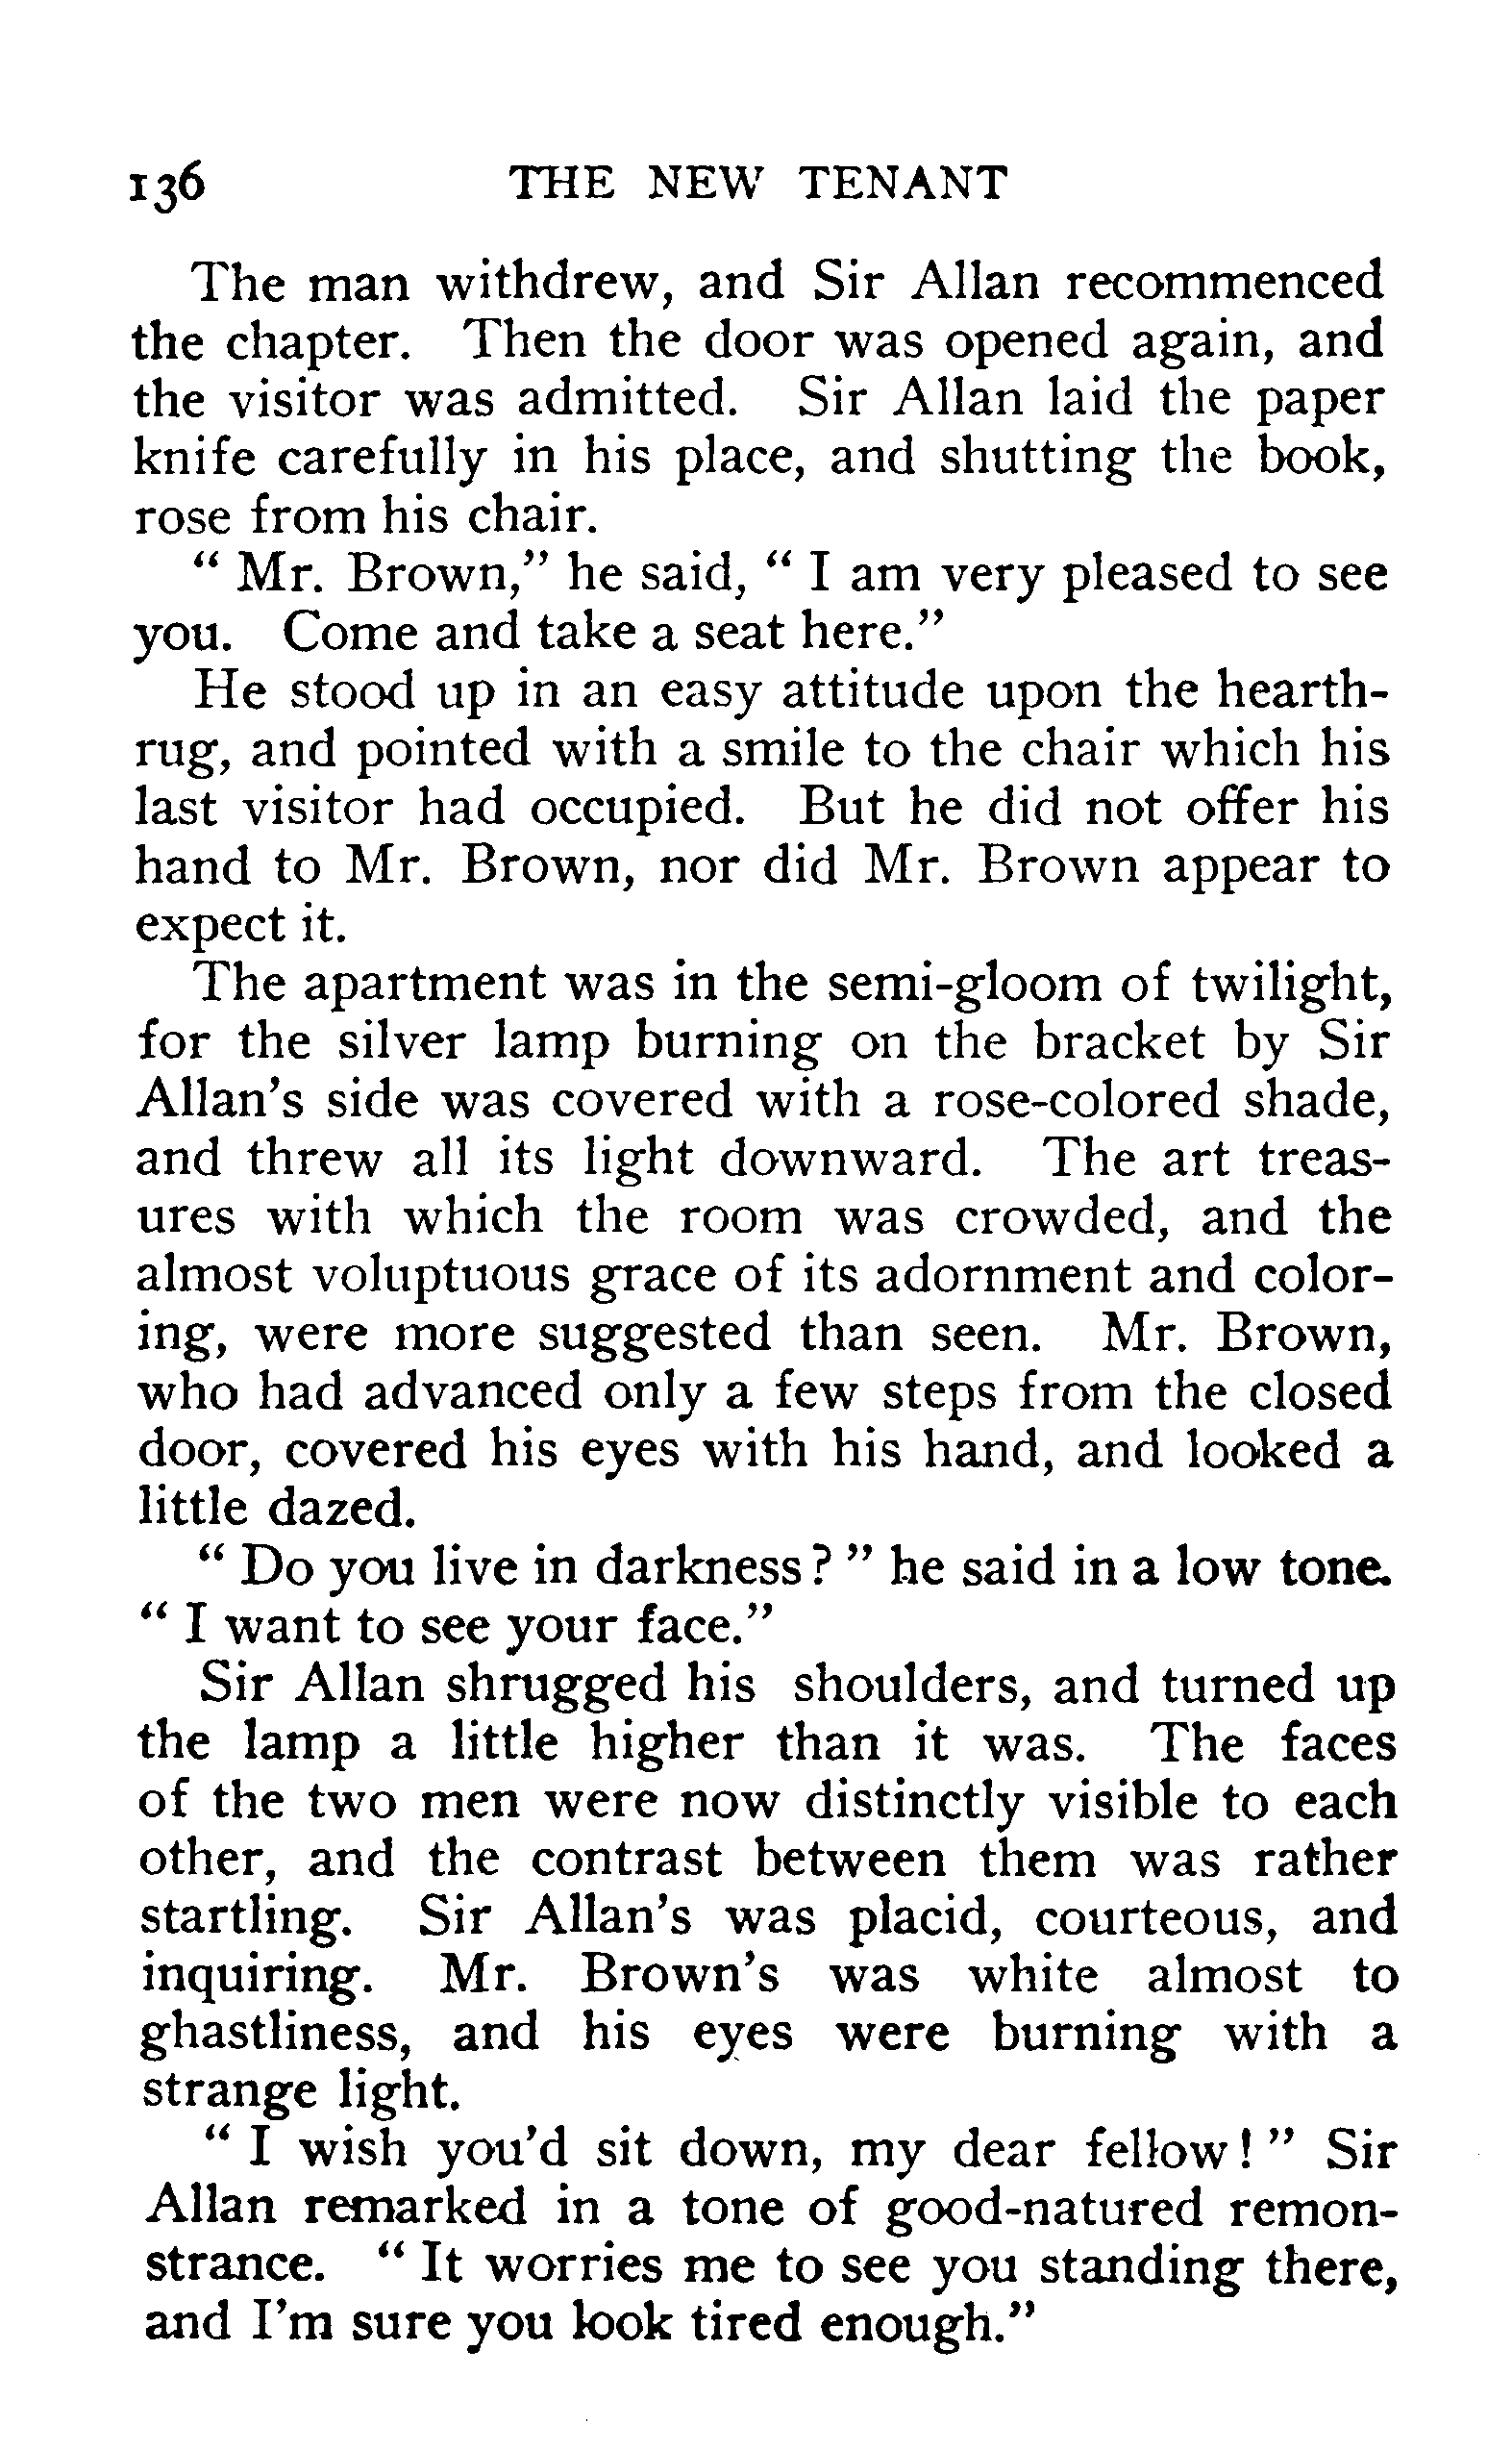 136 THE NEW TENANT
The man withdrew, and Sir Allan recommenced
the chapter. Then the door was opened again, and
the visitor was admitted. Sir Allan laid the paper
knife carefully in his place, and shutting the book,
rose from his chair.
“ Mr. Brown,” he said, “ I am very pleased to see
you. Come and take a seat here.”
He stood up in an easy attitude upon the hearth-
rug, and pointed with a smile to the chair which his
last visitor had occupied. But he did not offer his
hand to Mr. Brown, nor did Mr. Brown appear to
expect it.
The apartment was in the semi-gloom of twilight,
for the silver lamp burning on the bracket by Sir
Allan’s side was covered with a rose-colored shade,
and threw all its light downward. The art treas-
ures with which the room was crowded, and the
almost voluptuous grace of its adornment and color-
ing, were more suggested than seen. Mr. Brown,
who had advanced only a few steps from the closed
door, covered his eyes with his hand, and looked a
little dazed.
“ Do you live in darkness ? ” he said in a low tone.
“ I want to see your face.”
Sir Allan shrugged his shoulders, and turned up
the lamp a little higher than it was. The faces
of the two men were now distinctly visible to each
other, and the contrast between them was rather
startling. Sir Allan’s was placid, courteous, and
inquiring. Mr. Brown’s was white almost to
ghastliness, and his eyes were burning with a
strange light.
“ I wish you’d sit down, my dear fellow! ” Sir
Allan remarked in a tone of good-natured remon-
strance. “ It worries me to see you standing there,
and I’m sure you look tired enough.”